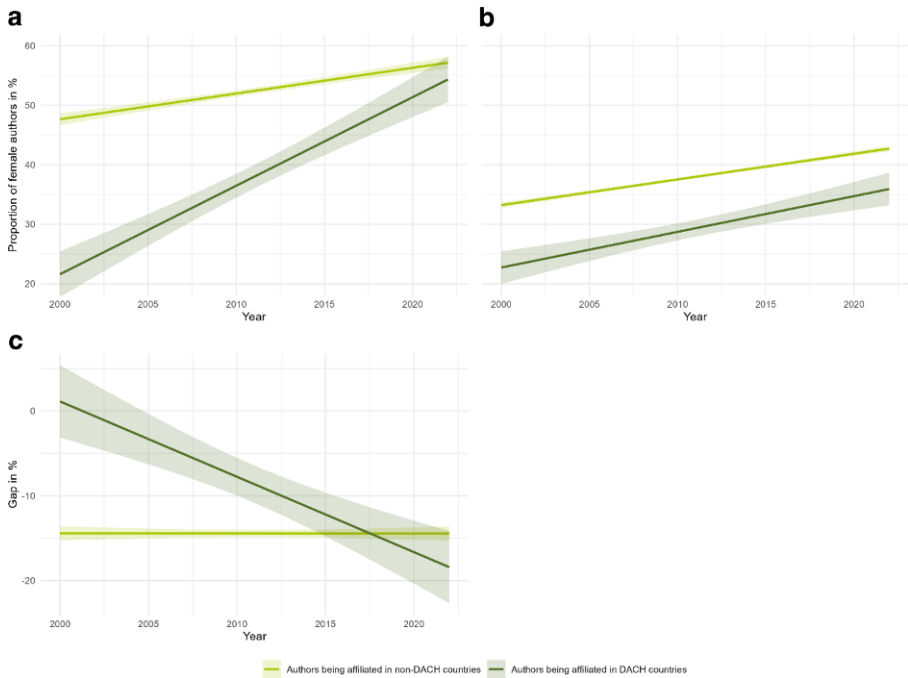 a
b
Proportion of female authors in %
60
50
40
30
20
2000 2005 2010 2015 2020
Year
2000 2005 2010 2015 2020
Year
c
Gap in %
0
-10
-20
2000 2005 2010 2015 2020
Year
Authors being affiliated in non-DACH countries Authors being affiliated in DACH countries